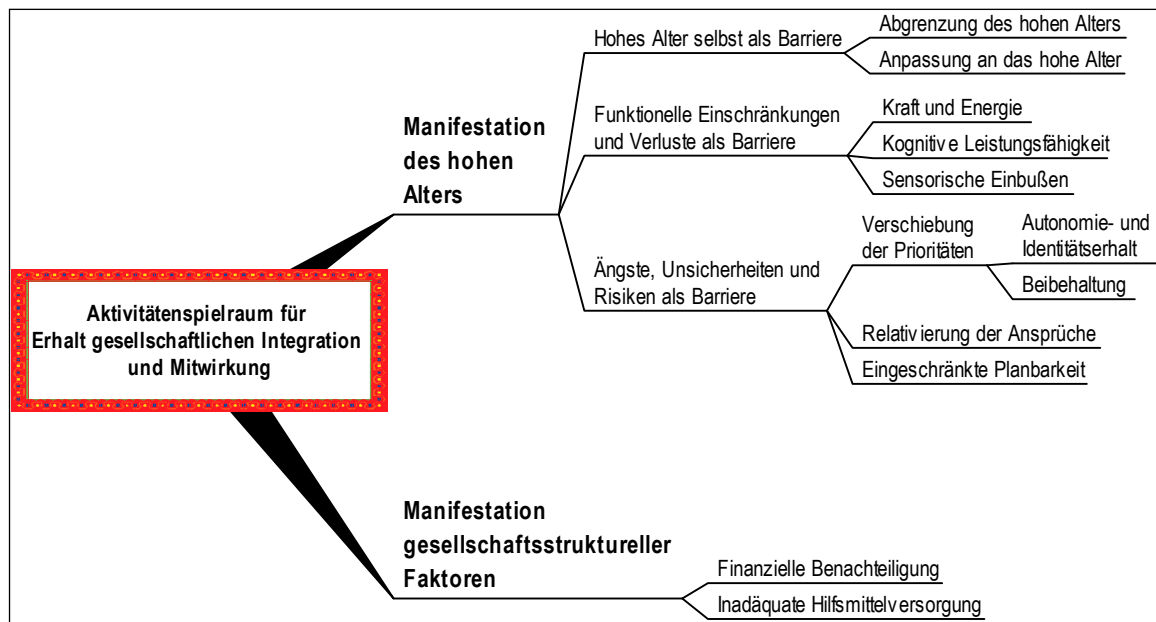 Aktivitätenspielraum für
Erhalt gesellschaftlichen Integration
und Mitwirkung
Manifestation
des hohen
Alters
Hohes Alter selbst als Barriere
Abgrenzung des hohen Alters
Anpassung an das hohe Alter
Funktionelle Einschränkungen
und Verluste als Barriere
Kraft und Energie
Kognitive Leistungsfähigkeit
Sensorische Einbußen
Ängste, Unsicherheiten und
Risiken als Barriere
Verschiebung
der Prioritäten
Autonomie- und
Identitätserhalt
Beibehaltung
Relativierung der Ansprüche
Eingeschränkte Planbarkeit
Manifestation
gesellschaftsstruktureller
Faktoren
Finanzielle Benachteiligung
Inadäquate Hilfsmittelversorgung